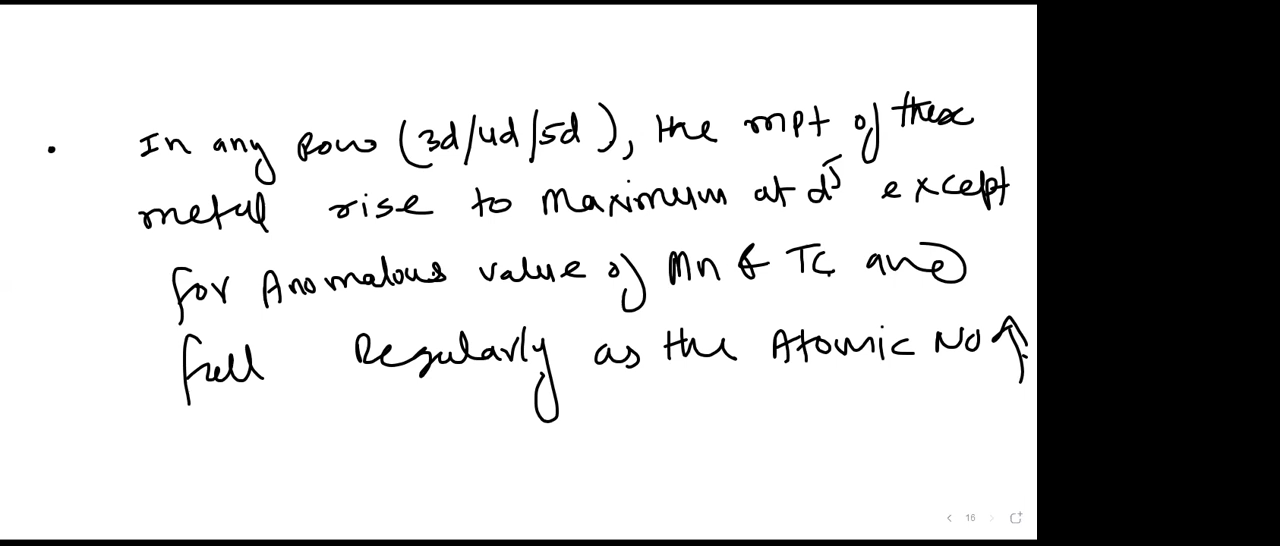 • In any Row (3d/4d/5d), the mpt of these
metal rise to maximum at d⁵ except
for Anomalous value of Mn & Tc and
fall Regularly as the Atomic No ↑.
< 16 >